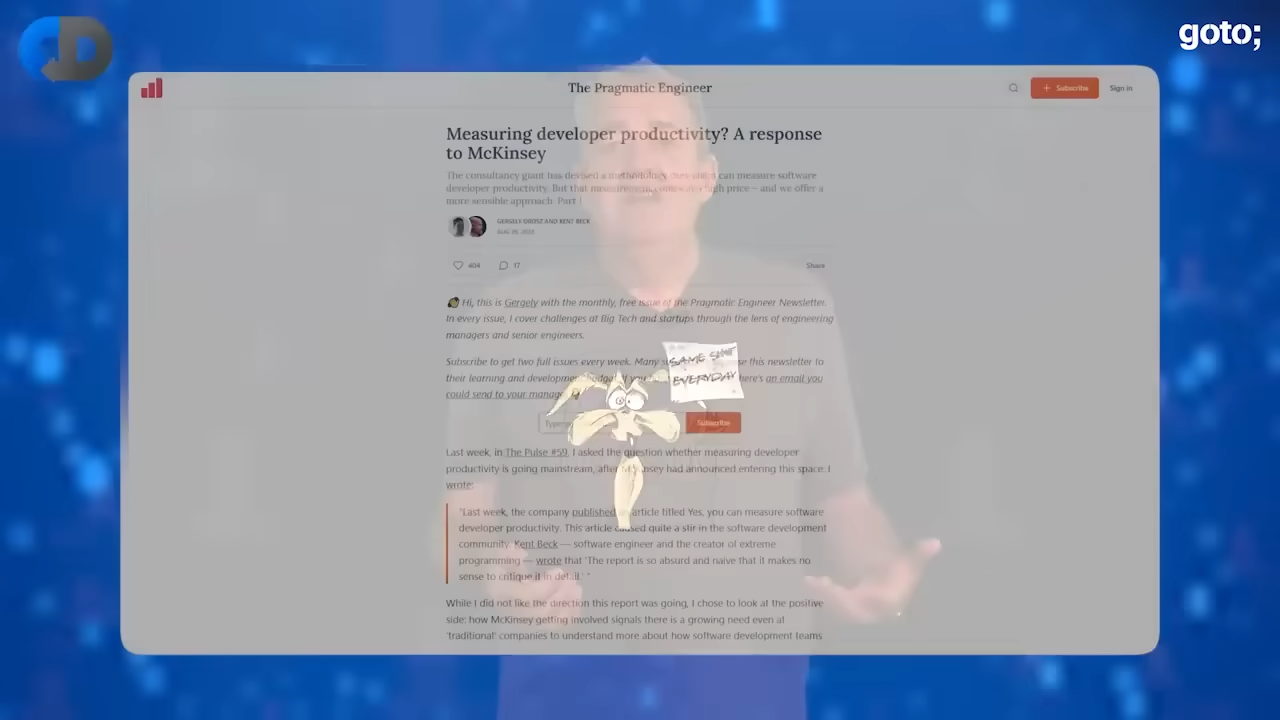 goto;
The Pragmatic Engineer
Subscribe
Sign in
Measuring developer productivity? A response
to McKinsey
The consultancy giant has devised a methodology they claim can measure software
developer productivity. But that measurement comes at a high price – and we offer a
more sensible approach. Part
GERGELY OROSZ AND KENT BECK
AUG 29, 2023
404
17
Share
Hi, this is Gergely with the monthly, free issue of the Pragmatic Engineer Newsletter.
In every issue, I cover challenges at Big Tech and startups through the lens of engineering
managers and senior engineers.
Subscribe to get two full issues every week. Many this newsletter to
their learning and development budget. If you here's an email you
could send to your manager
SAME SHIT
EVERYDAY
Subscribe
Last week, in The Pulse #59, I asked the question whether measuring developer
productivity is going mainstream, after McKinsey had announced entering this space: I
wrote:
"Last week, the company published an article titled Yes, you can measure software
developer productivity. This article caused quite a stir in the software development
community. Kent Beck — software engineer and the creator of extreme
programming — wrote that 'The report is so absurd and naive that it makes no
sense to critique it in detail.' "
While I did not like the direction this report was going, I chose to look at the positive
side: how McKinsey getting involved signals there is a growing need even at
'traditional' companies to understand more about how software development teams